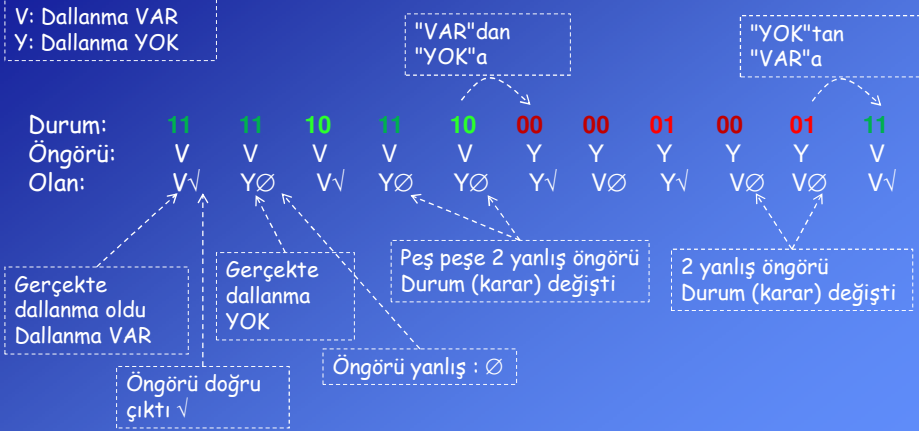 V: Dallanma VAR
Y: Dallanma YOK
"VAR"dan
"YOK"a
"YOK"tan
"VAR"a
Durum: 11 11 10 11 10 00 00 01 00 01 11
Öngörü: V V V V V Y Y Y Y Y V
Olan: V√ Y∅ V√ Y∅ Y∅ Y√ V∅ Y√ V∅ V∅ V√
Gerçekte
dallanma oldu
Dallanma VAR
Gerçekte
dallanma
YOK
Peş peşe 2 yanlış öngörü
Durum (karar) değişti
2 yanlış öngörü
Durum (karar) değişti
Öngörü yanlış : ∅
Öngörü doğru
çıktı √